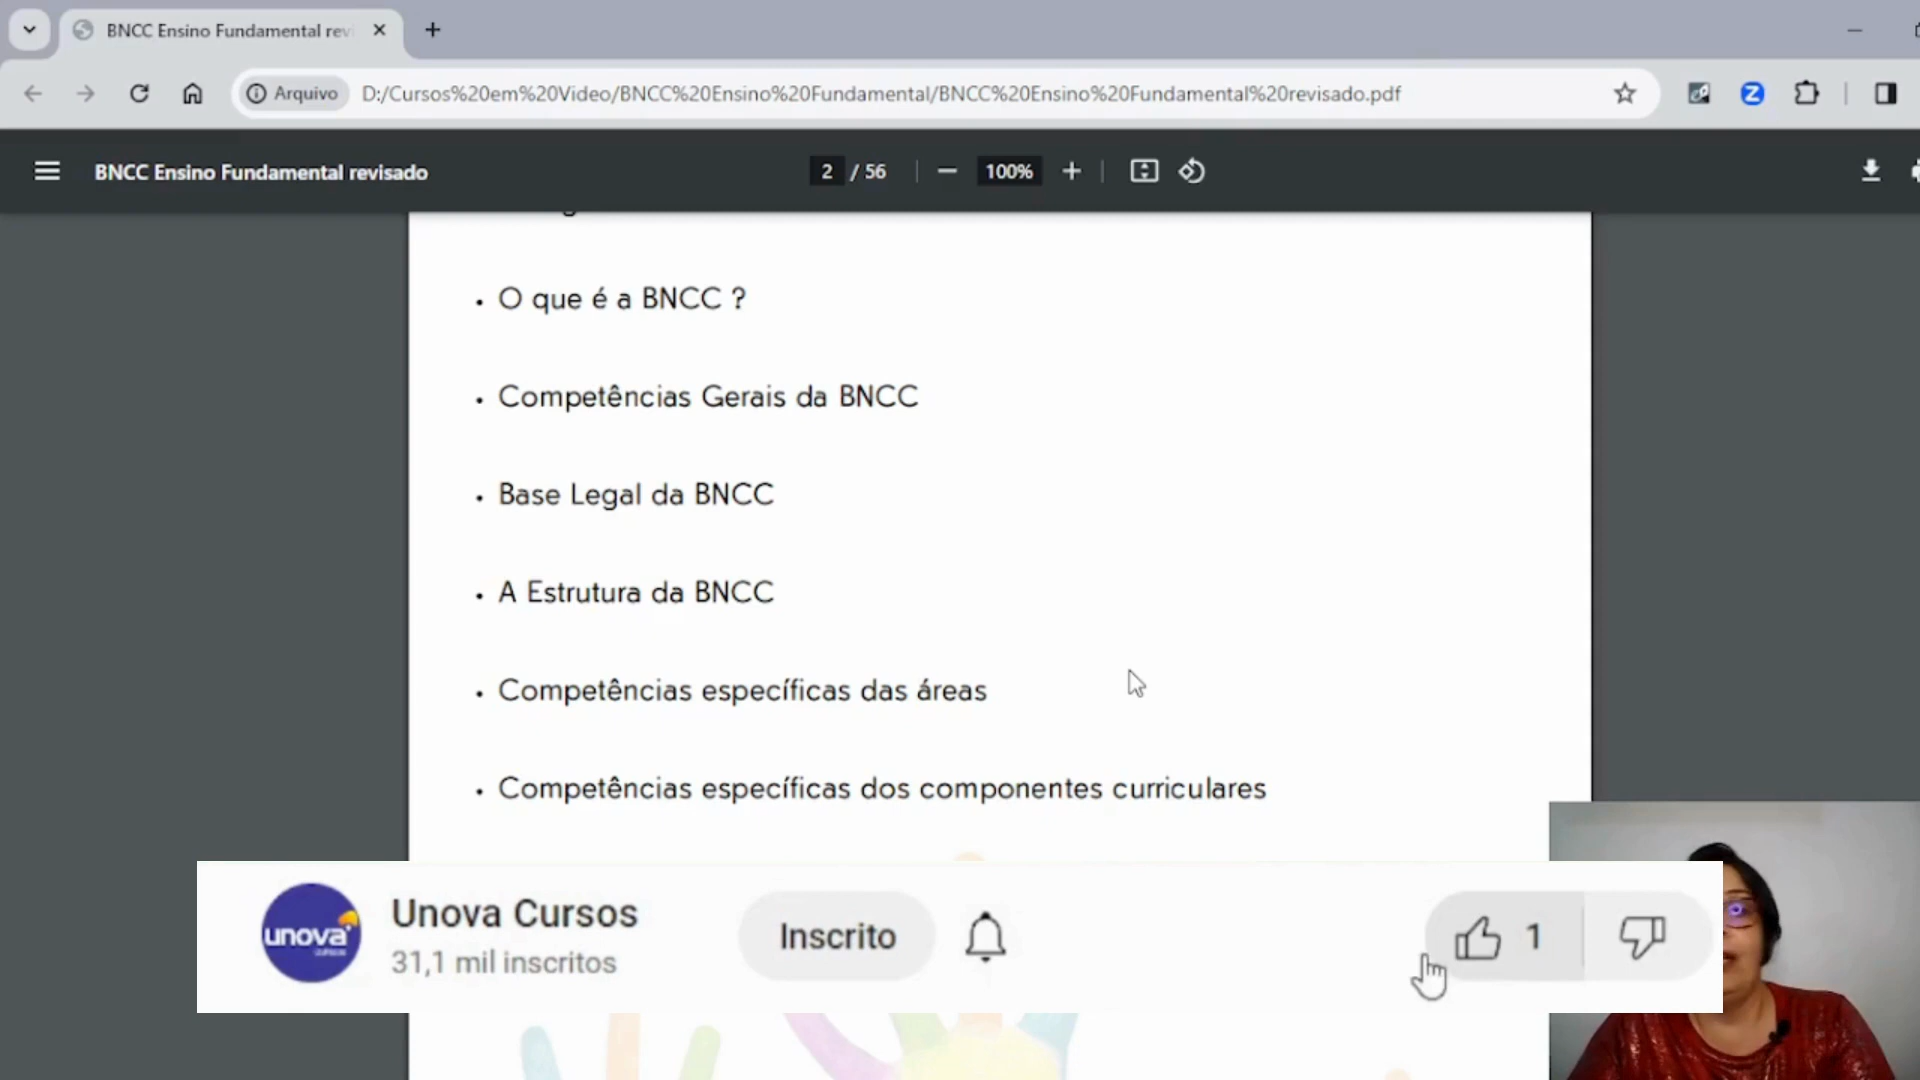 BNCC Ensino Fundamental rev
Arquivo
D:/Cursos%20em%20Video/BNCC%20Ensino%20Fundamental/BNCC%20Ensino%20Fundamental%20revisado.pdf
BNCC Ensino Fundamental revisado
2 / 56
100%
• O que é a BNCC ?
• Competências Gerais da BNCC
• Base Legal da BNCC
• A Estrutura da BNCC
• Competências específicas das áreas
• Competências específicas dos componentes curriculares
unova
cursos
Unova Cursos
31,1 mil inscritos
Inscrito
1